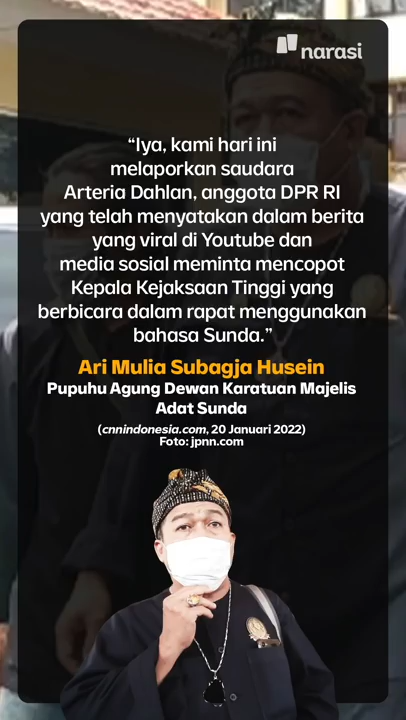 narasi
“Iya, kami hari ini
melaporkan saudara
Arteria Dahlan, anggota DPR RI
yang telah menyatakan dalam berita
yang viral di Youtube dan
media sosial meminta mencopot
Kepala Kejaksaan Tinggi yang
berbicara dalam rapat menggunakan
bahasa Sunda.”
Ari Mulia Subagja Husein
Pupuhu Agung Dewan Karatuan Majelis
Adat Sunda
(cnnindonesia.com, 20 Januari 2022)
Foto: jpnn.com